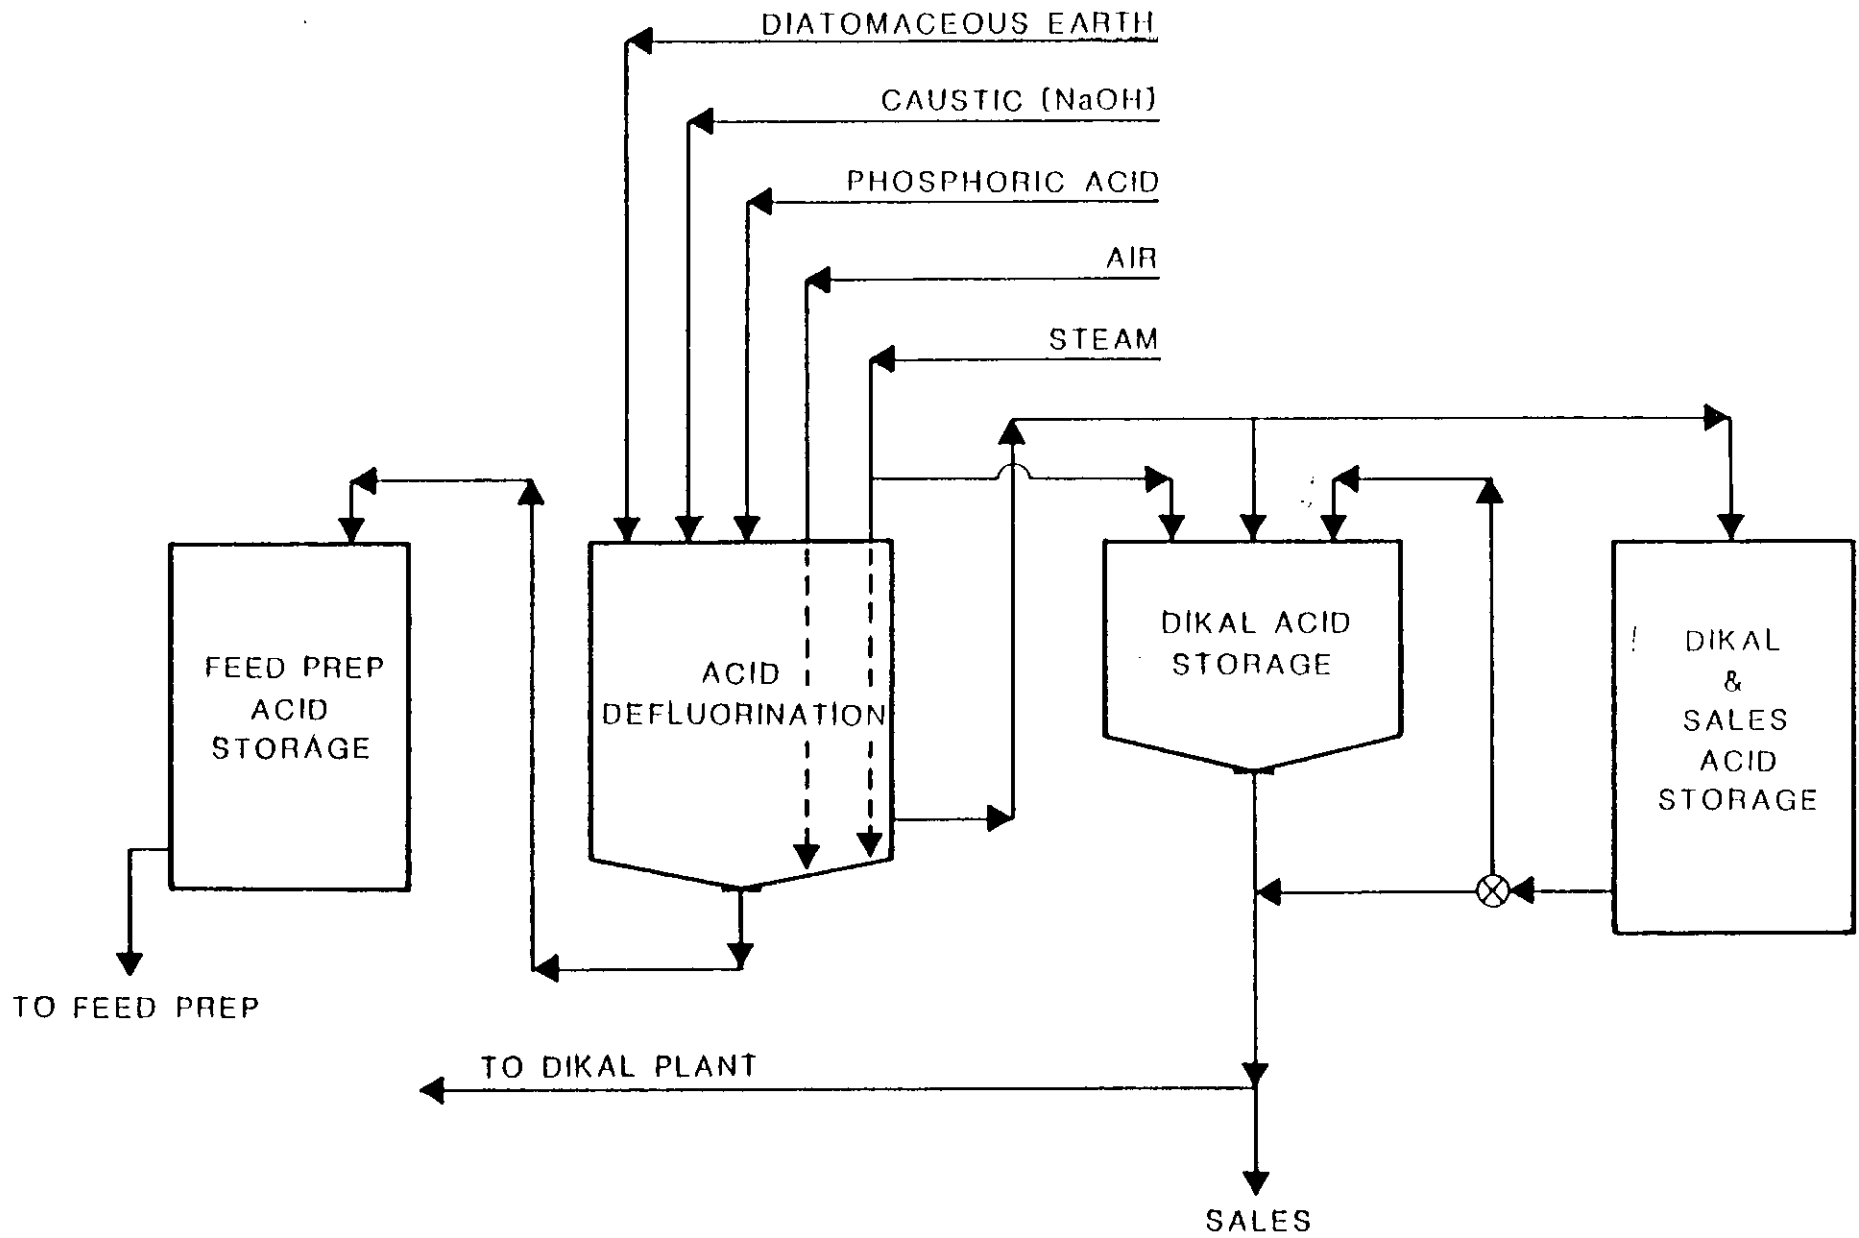 DIATOMACEOUS EARTH
CAUSTIC (NaOH)
PHOSPHORIC ACID
AIR
STEAM
FEED PREP
ACID
STORAGE
ACID
DEFLUORINATION
DIKAL ACID
STORAGE
DIKAL
&
SALES
ACID
STORAGE
TO FEED PREP
TO DIKAL PLANT
SALES